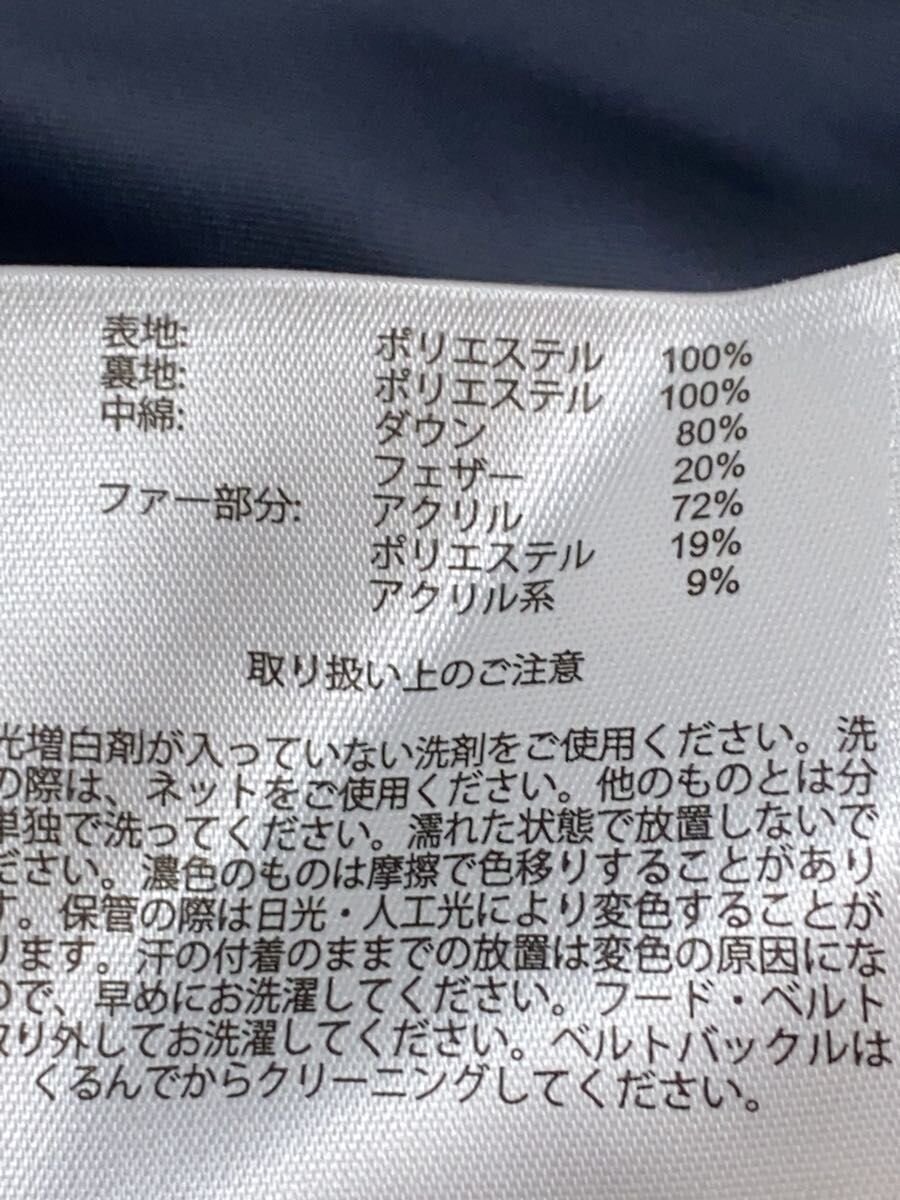 表地: ポリエステル 100%
裏地: ポリエステル 100%
中綿: ダウン 80%
フェザー 20%
ファー部分: アクリル 72%
ポリエステル 19%
アクリル系 9%
取り扱い上のご注意
光増白剤が入っていない洗剤をご使用ください。洗
の際は、ネットをご使用ください。他のものとは分
単独で洗ってください。濡れた状態で放置しないで
ださい。濃色のものは摩擦で色移りすることがあり
す。保管の際は日光・人工光により変色することが
ります。汗の付着のままでの放置は変色の原因にな
ので、早めにお洗濯してください。フード・ベルト
取り外してお洗濯してください。ベルトバックルは
くるんでからクリーニングしてください。